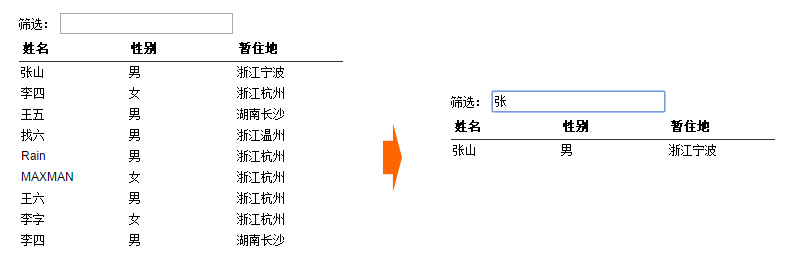 筛选：
姓名 性别 暂住地
张山 男 浙江宁波
李四 女 浙江杭州
王五 男 湖南长沙
找六 男 浙江温州
Rain 男 浙江杭州
MAXMAN 女 浙江杭州
王六 男 浙江杭州
李字 女 浙江杭州
李四 男 湖南长沙
筛选： 张
姓名 性别 暂住地
张山 男 浙江宁波